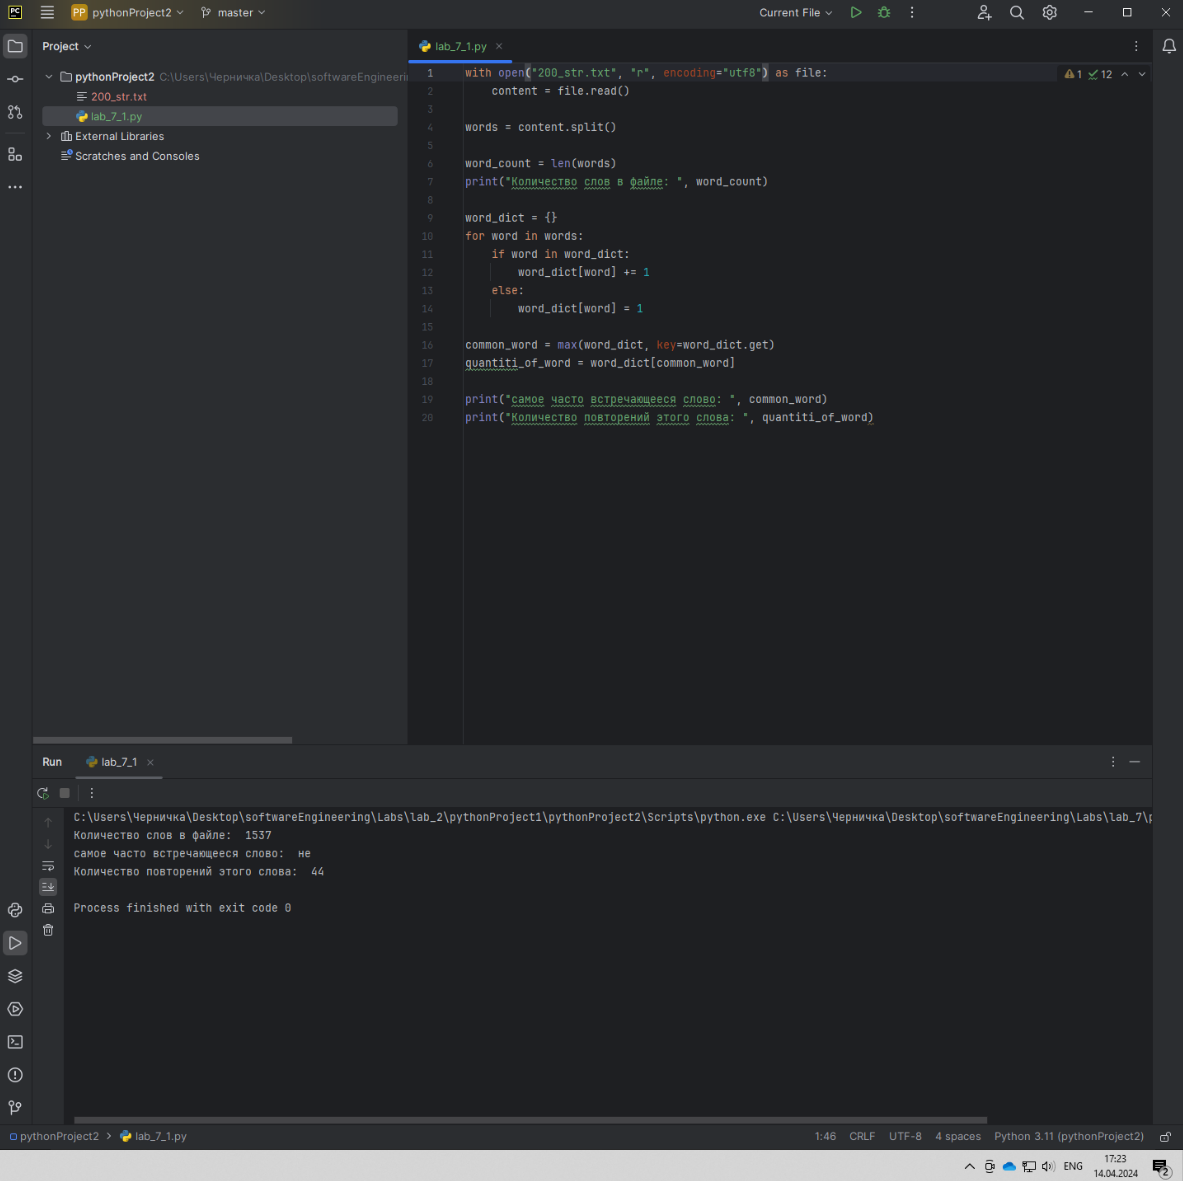 PC PP pythonProject2 master Current File
Project
lab_7_1.py
pythonProject2 C:\Users\Черничка\Desktop\softwareEngineeri
200_str.txt
lab_7_1.py
External Libraries
Scratches and Consoles
1 12
1 with open("200_str.txt", "r", encoding="utf8") as file:
2 content = file.read()
3
4 words = content.split()
5
6 word_count = len(words)
7 print("Количество слов в файле: ", word_count)
8
9 word_dict = {}
10 for word in words:
11 if word in word_dict:
12 word_dict[word] += 1
13 else:
14 word_dict[word] = 1
15
16 common_word = max(word_dict, key=word_dict.get)
17 quantiti_of_word = word_dict[common_word]
18
19 print("самое часто встречающееся слово: ", common_word)
20 print("Количество повторений этого слова: ", quantiti_of_word)
Run lab_7_1
C:\Users\Черничка\Desktop\softwareEngineering\Labs\lab_2\pythonProject1\pythonProject2\Scripts\python.exe C:\Users\Черничка\Desktop\softwareEngineering\Labs\lab_7\p
Количество слов в файле: 1537
самое часто встречающееся слово: не
Количество повторений этого слова: 44
Process finished with exit code 0
pythonProject2 lab_7_1.py 1:46 CRLF UTF-8 4 spaces Python 3.11 (pythonProject2)
ENG 17:23
14.04.2024
2